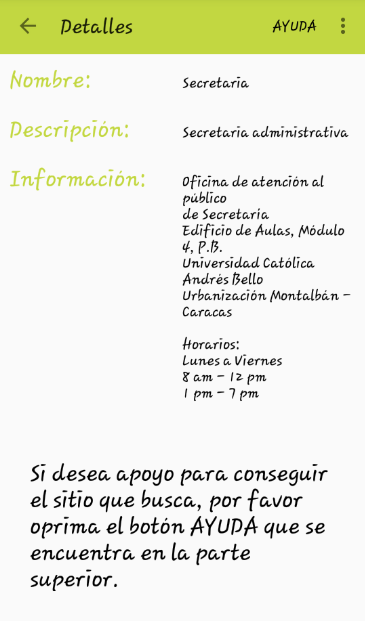 Detalles AYUDA
Nombre: Secretaría
Descripción: Secretaria administrativa
Información: Oficina de atención al
público
de Secretaría
Edificio de Aulas, Módulo
4, P.B.
Universidad Católica
Andrés Bello
Urbanización Montalbán –
Caracas
Horarios:
Lunes a Viernes
8 am – 12 pm
1 pm – 7 pm
Si desea apoyo para conseguir
el sitio que busca, por favor
oprima el botón AYUDA que se
encuentra en la parte
superior.